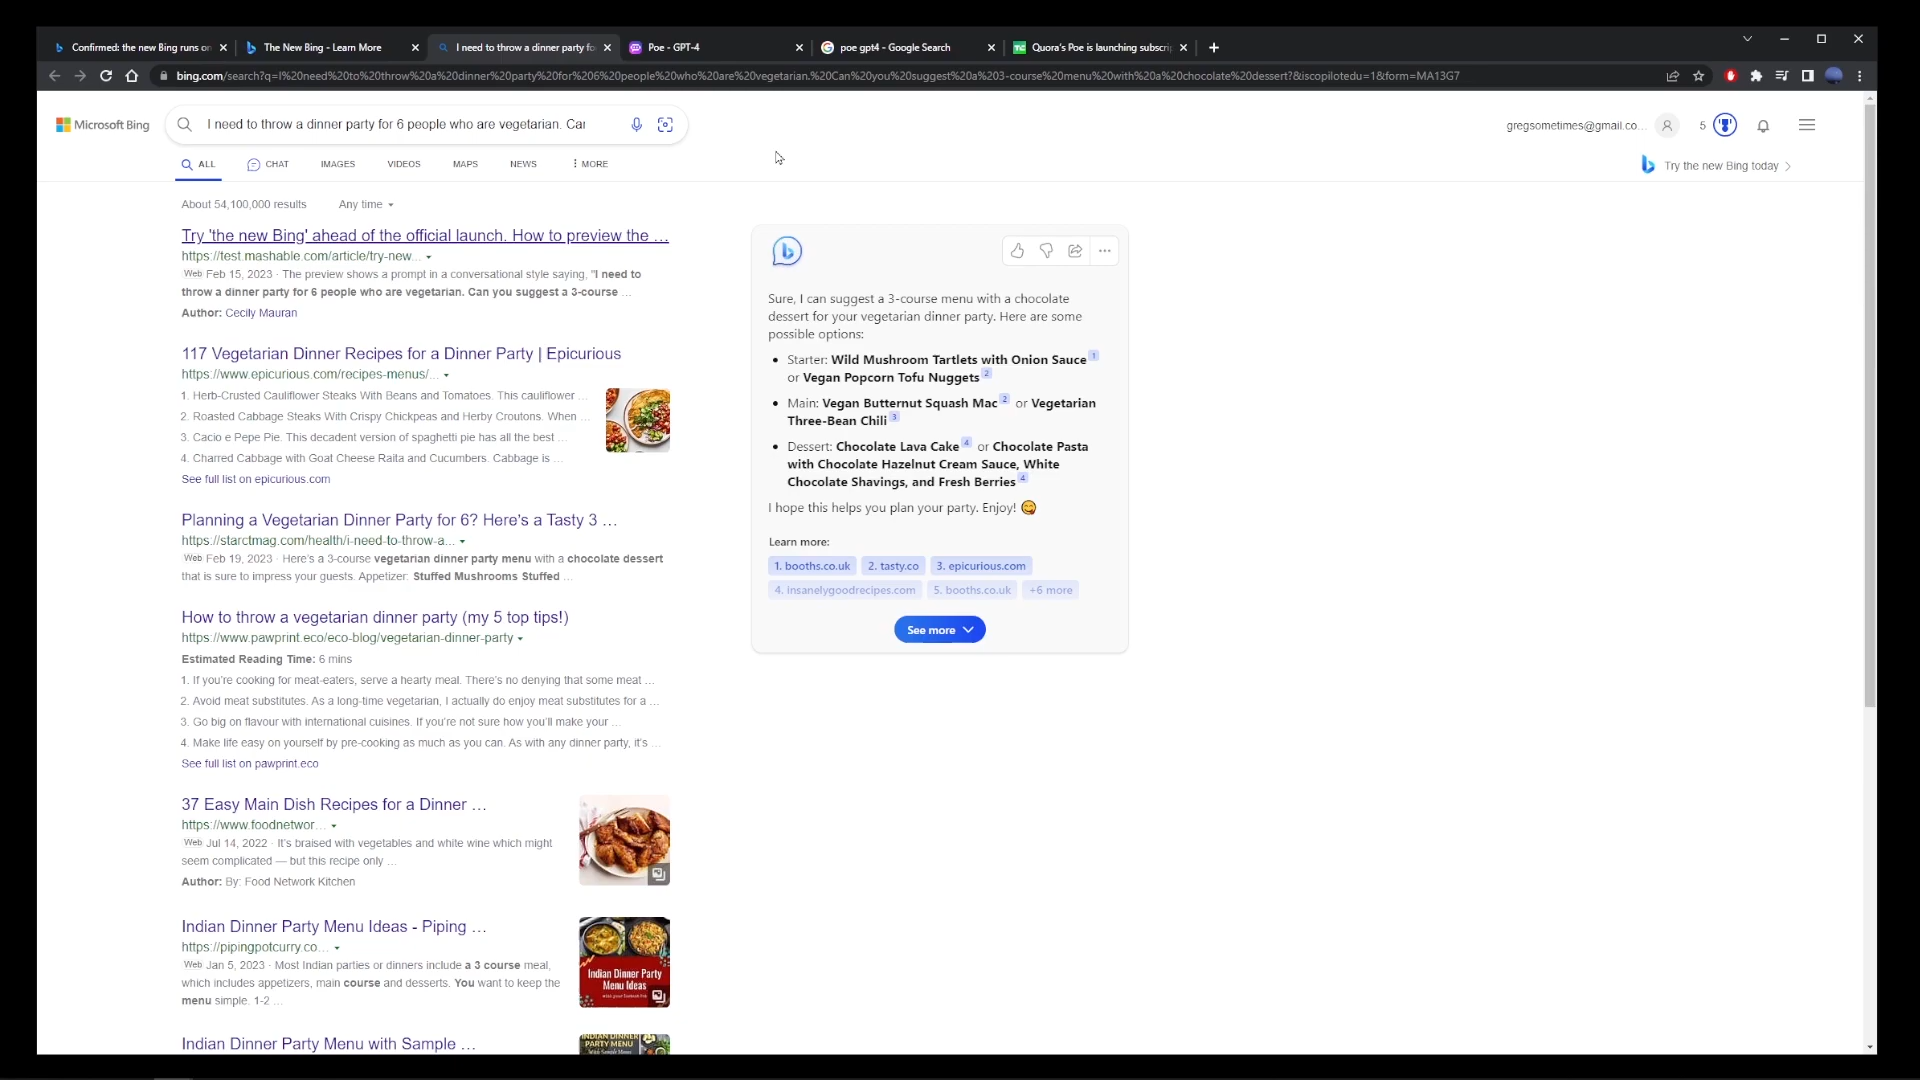 Confirmed: the new Bing runs on
The New Bing - Learn More
I need to throw a dinner party fo
Poe - GPT-4
poe gpt4 - Google Search
Quora's Poe is launching subscri
bing.com/search?q=I%20need%20to%20throw%20a%20dinner%20party%20for%206%20people%20who%20are%20vegetarian.%20Can%20you%20suggest%20a%203-course%20menu%20with%20a%20chocolate%20dessert?&iscopilotedu=1&form=MA13G7
Microsoft Bing
I need to throw a dinner party for 6 people who are vegetarian. Can
gregsometimes@gmail.co...
5
ALL
CHAT
IMAGES
VIDEOS
MAPS
NEWS
MORE
Try the new Bing today
About 54,100,000 results
Any time
Try 'the new Bing' ahead of the official launch. How to preview the ...
https://test.mashable.com/article/try-new...
Web Feb 15, 2023 · The preview shows a prompt in a conversational style saying, "I need to
throw a dinner party for 6 people who are vegetarian. Can you suggest a 3-course ...
Author: Cecily Mauran
117 Vegetarian Dinner Recipes for a Dinner Party | Epicurious
https://www.epicurious.com/recipes-menus/...
1. Herb-Crusted Cauliflower Steaks With Beans and Tomatoes. This cauliflower ...
2. Roasted Cabbage Steaks With Crispy Chickpeas and Herby Croutons. When ...
3. Cacio e Pepe Pie. This decadent version of spaghetti pie has all the best ...
4. Charred Cabbage with Goat Cheese Raita and Cucumbers. Cabbage is ...
See full list on epicurious.com
Planning a Vegetarian Dinner Party for 6? Here's a Tasty 3 ...
https://starctmag.com/health/i-need-to-throw-a...
Web Feb 19, 2023 · Here's a 3-course vegetarian dinner party menu with a chocolate dessert
that is sure to impress your guests. Appetizer: Stuffed Mushrooms Stuffed ...
How to throw a vegetarian dinner party (my 5 top tips!)
https://www.pawprint.eco/eco-blog/vegetarian-dinner-party
Estimated Reading Time: 6 mins
1. If you're cooking for meat-eaters, serve a hearty meal. There's no denying that some meat ...
2. Avoid meat substitutes. As a long-time vegetarian, I actually do enjoy meat substitutes for a ...
3. Go big on flavour with international cuisines. If you're not sure how you'll make your ...
4. Make life easy on yourself by pre-cooking as much as you can. As with any dinner party, it's ...
See full list on pawprint.eco
37 Easy Main Dish Recipes for a Dinner ...
https://www.foodnetwor...
Web Jul 14, 2022 · It's braised with vegetables and white wine which might
seem complicated — but this recipe only ...
Author: By: Food Network Kitchen
Indian Dinner Party Menu Ideas - Piping ...
https://pipingpotcurry.co...
Web Jan 5, 2023 · Most Indian parties or dinners include a 3 course meal,
which includes appetizers, main course and desserts. You want to keep the
menu simple. 1-2 ...
Indian Dinner Party
Menu Ideas
Indian Dinner Party Menu with Sample ...
INDIAN DINNER
PARTY MENU
Sure, I can suggest a 3-course menu with a chocolate
dessert for your vegetarian dinner party. Here are some
possible options:
• Starter: Wild Mushroom Tartlets with Onion Sauce 1
or Vegan Popcorn Tofu Nuggets 2
• Main: Vegan Butternut Squash Mac 2 or Vegetarian
Three-Bean Chili 3
• Dessert: Chocolate Lava Cake 4 or Chocolate Pasta
with Chocolate Hazelnut Cream Sauce, White
Chocolate Shavings, and Fresh Berries 4
I hope this helps you plan your party. Enjoy! 😋
Learn more:
1. booths.co.uk
2. tasty.co
3. epicurious.com
4. insanelygoodrecipes.com
5. booths.co.uk
+6 more
See more